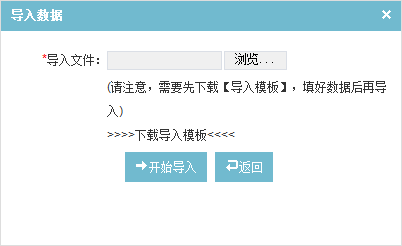 导入数据 ×
*导入文件： 浏览...
(请注意，需要先下载【导入模板】，填好数据后再导
入)
>>>>下载导入模板<<<<
导始导入 返回